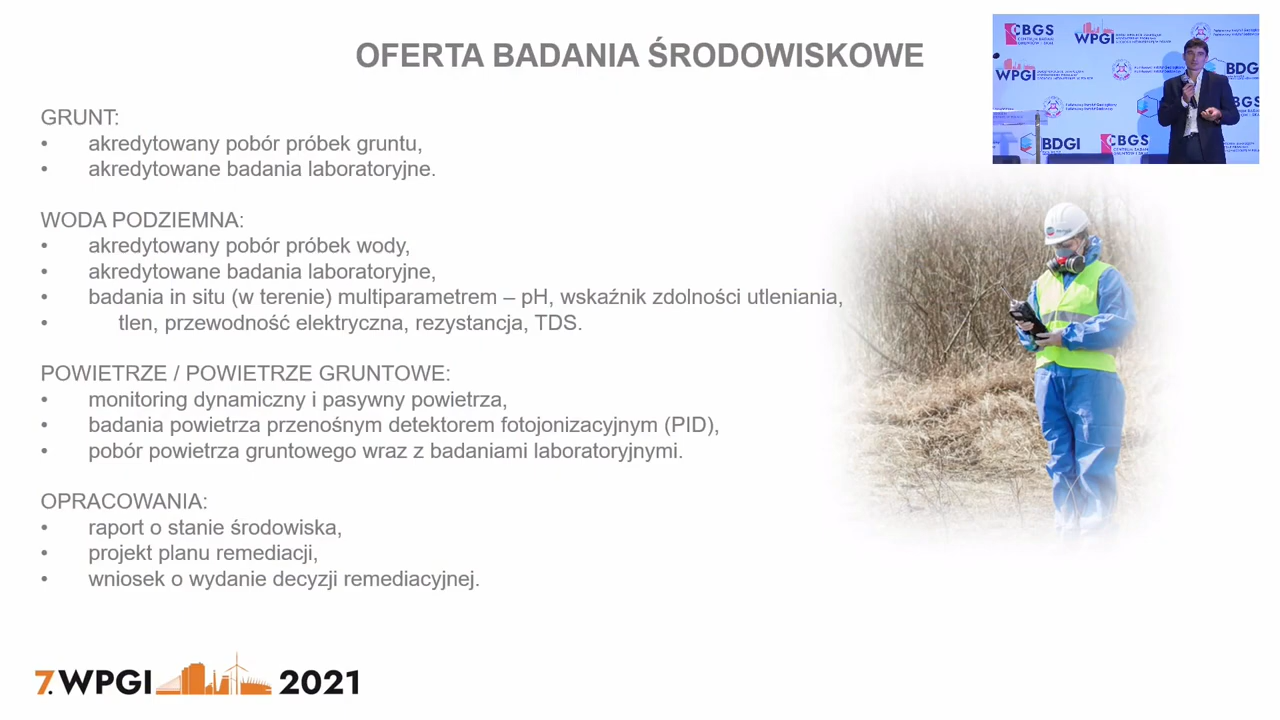 OFERTA BADANIA ŚRODOWISKOWE
GRUNT:
• akredytowany pobór próbek gruntu,
• akredytowane badania laboratoryjne.
WODA PODZIEMNA:
• akredytowany pobór próbek wody,
• akredytowane badania laboratoryjne,
• badania in situ (w terenie) multiparametrem – pH, wskaźnik zdolności utleniania,
• tlen, przewodność elektryczna, rezystancja, TDS.
POWIETRZE / POWIETRZE GRUNTOWE:
• monitoring dynamiczny i pasywny powietrza,
• badania powietrza przenośnym detektorem fotojonizacyjnym (PID),
• pobór powietrza gruntowego wraz z badaniami laboratoryjnymi.
OPRACOWANIA:
• raport o stanie środowiska,
• projekt planu remediacji,
• wniosek o wydanie decyzji remediacyjnej.
7. WPGI 2021
CBGS
WPGI
WPGI
BDG
BGS
BDGI
CBGS